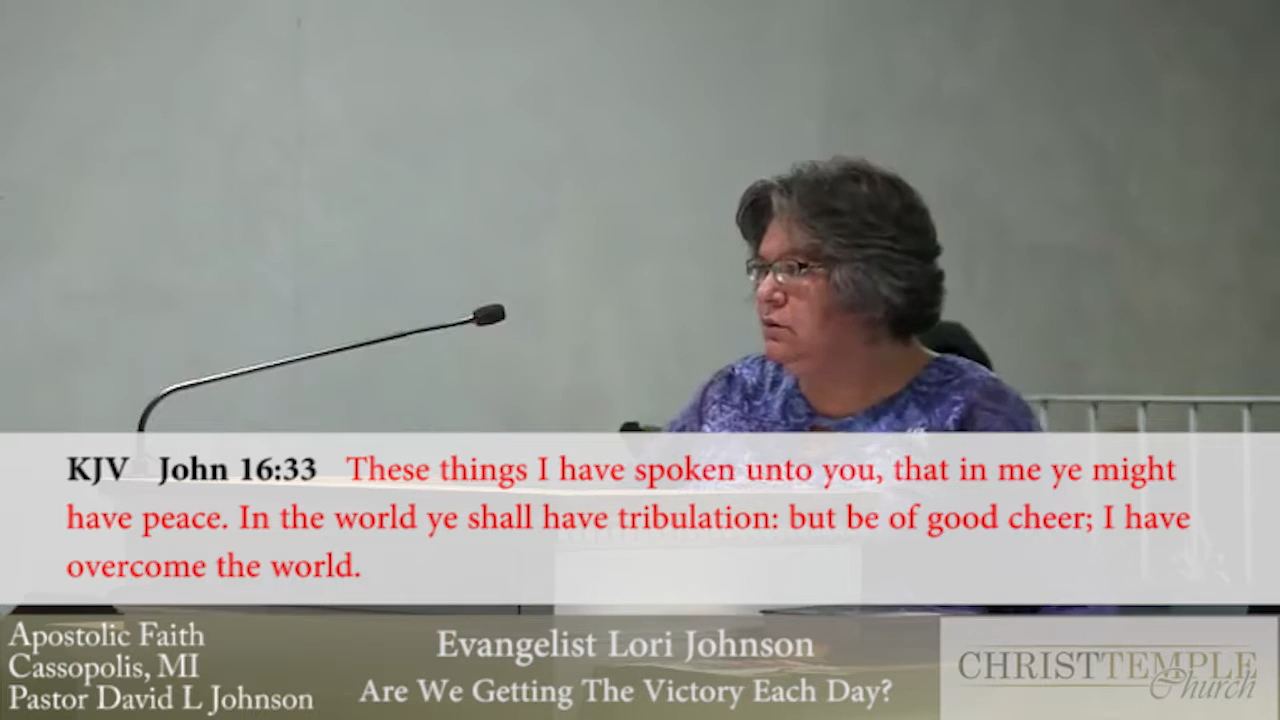 KJV John 16:33 These things I have spoken unto you, that in me ye might
have peace. In the world ye shall have tribulation: but be of good cheer; I have
overcome the world.
Apostolic Faith
Cassopolis, MI
Pastor David L Johnson
Evangelist Lori Johnson
Are We Getting The Victory Each Day?
CHRISTTEMPLE
Church